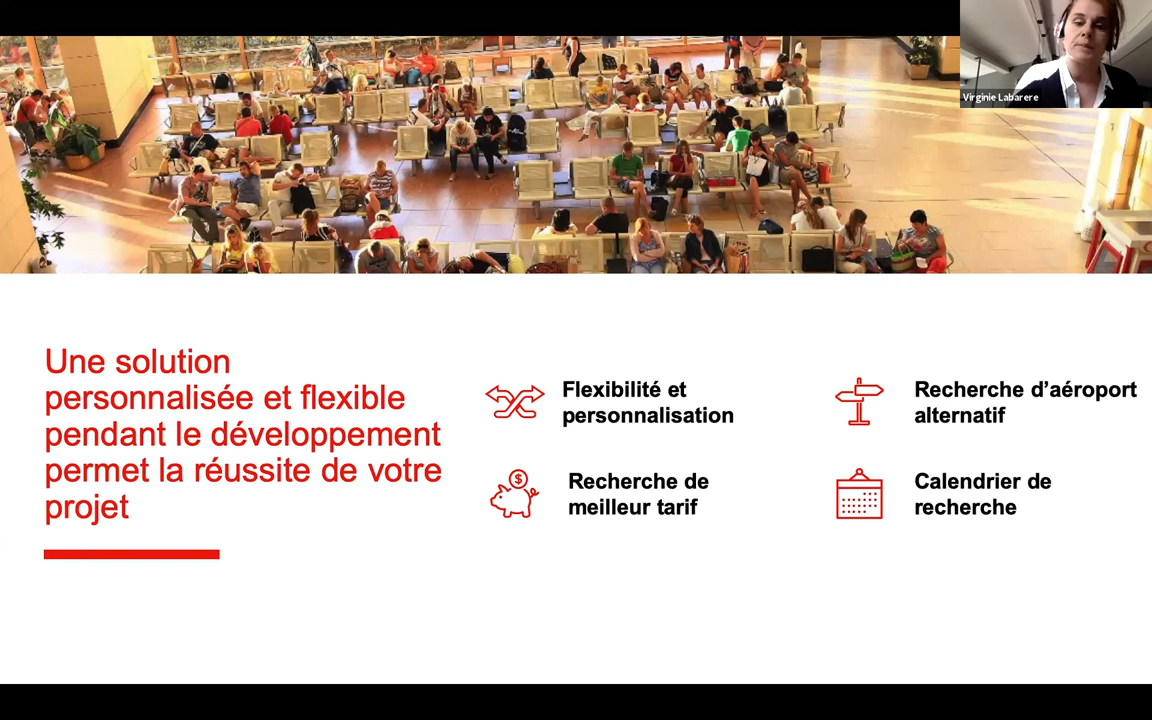 Virginie Labarere
Une solution
personnalisée et flexible
pendant le développement
permet la réussite de votre
projet
Flexibilité et
personnalisation
Recherche d’aéroport
alternatif
$
Recherche de
meilleur tarif
Calendrier de
recherche